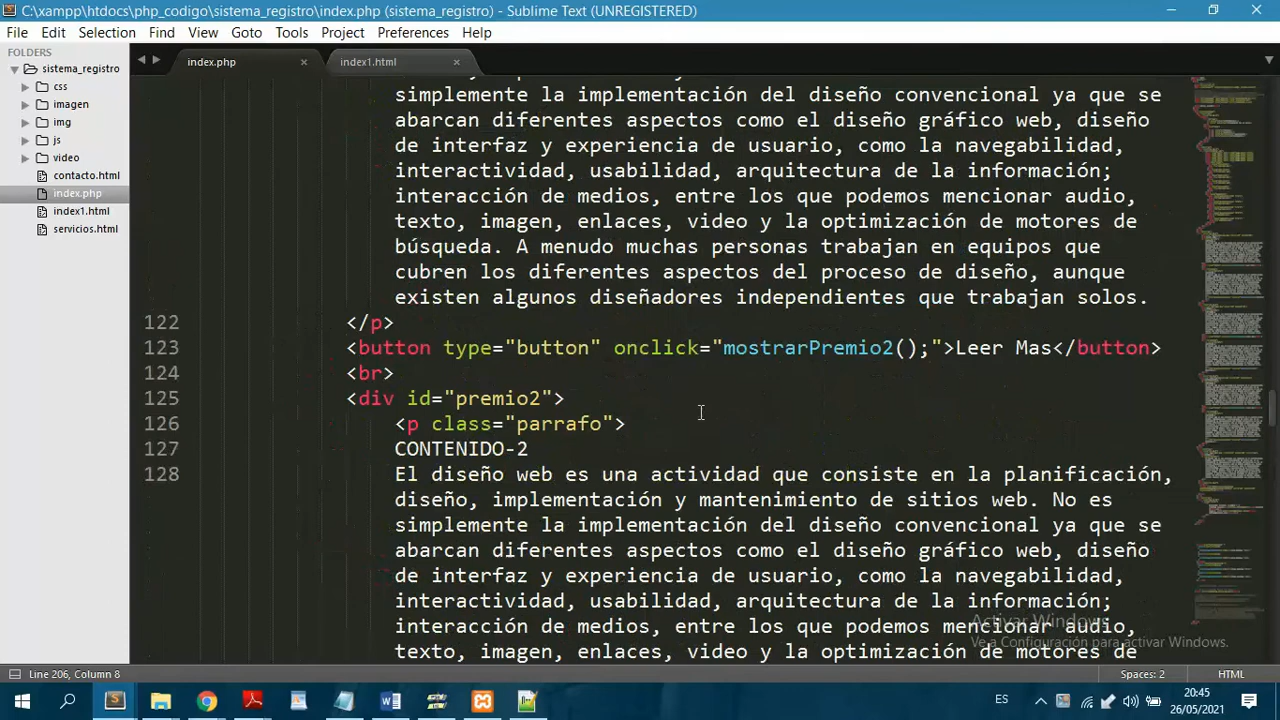 C:\xampp\htdocs\php_codigo\sistema_registro\index.php (sistema_registro) - Sublime Text (UNREGISTERED)
File Edit Selection Find View Goto Tools Project Preferences Help
FOLDERS
sistema_registro
css
imagen
img
js
video
contacto.html
index.php
index1.html
servicios.html
index.php
index1.html
simplemente la implementación del diseño convencional ya que se
abarcan diferentes aspectos como el diseño gráfico web, diseño
de interfaz y experiencia de usuario, como la navegabilidad,
interactividad, usabilidad, arquitectura de la información;
interacción de medios, entre los que podemos mencionar audio,
texto, imagen, enlaces, video y la optimización de motores de
búsqueda. A menudo muchas personas trabajan en equipos que
cubren los diferentes aspectos del proceso de diseño, aunque
existen algunos diseñadores independientes que trabajan solos.
122 </p>
123 <button type="button" onclick="mostrarPremio2();">Leer Mas</button>
124 <br>
125 <div id="premio2">
126 <p class="parrafo">
127 CONTENIDO-2
128 El diseño web es una actividad que consiste en la planificación,
diseño, implementación y mantenimiento de sitios web. No es
simplemente la implementación del diseño convencional ya que se
abarcan diferentes aspectos como el diseño gráfico web, diseño
de interfaz y experiencia de usuario, como la navegabilidad,
interactividad, usabilidad, arquitectura de la información;
interacción de medios, entre los que podemos mencionar audio,
texto, imagen, enlaces, video y la optimización de motores de
Activar Windows
Ve a Configuración para activar Windows.
Line 206, Column 8
Spaces: 2
HTML
ES
20:45
26/05/2021